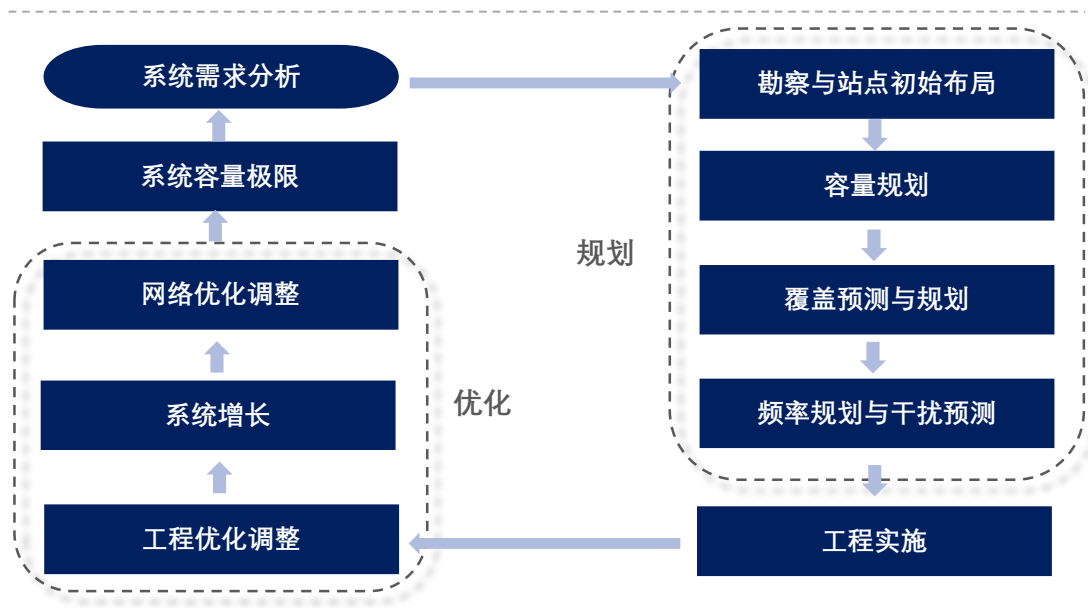 系统需求分析
系统容量极限
网络优化调整
系统增长
工程优化调整
优化
规划
勘察与站点初始布局
容量规划
覆盖预测与规划
频率规划与干扰预测
工程实施